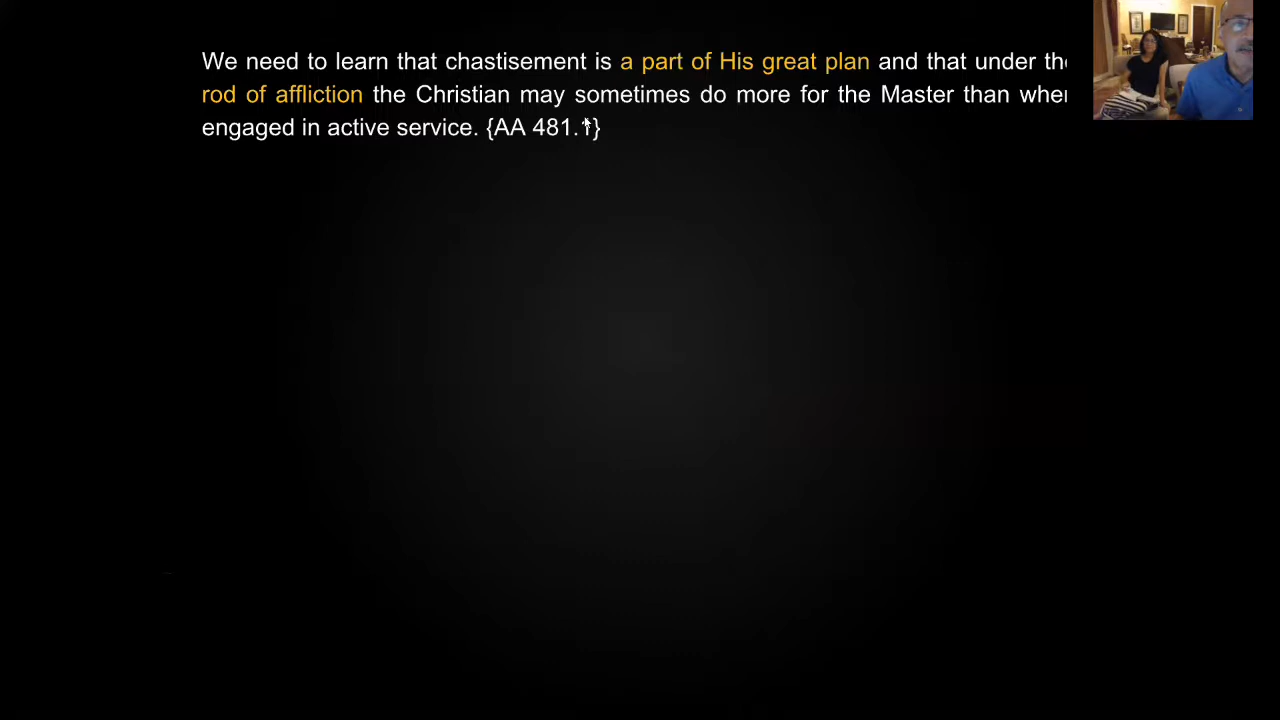 We need to learn that chastisement is a part of His great plan and that under the
rod of affliction the Christian may sometimes do more for the Master than when
engaged in active service. {AA 481.1}